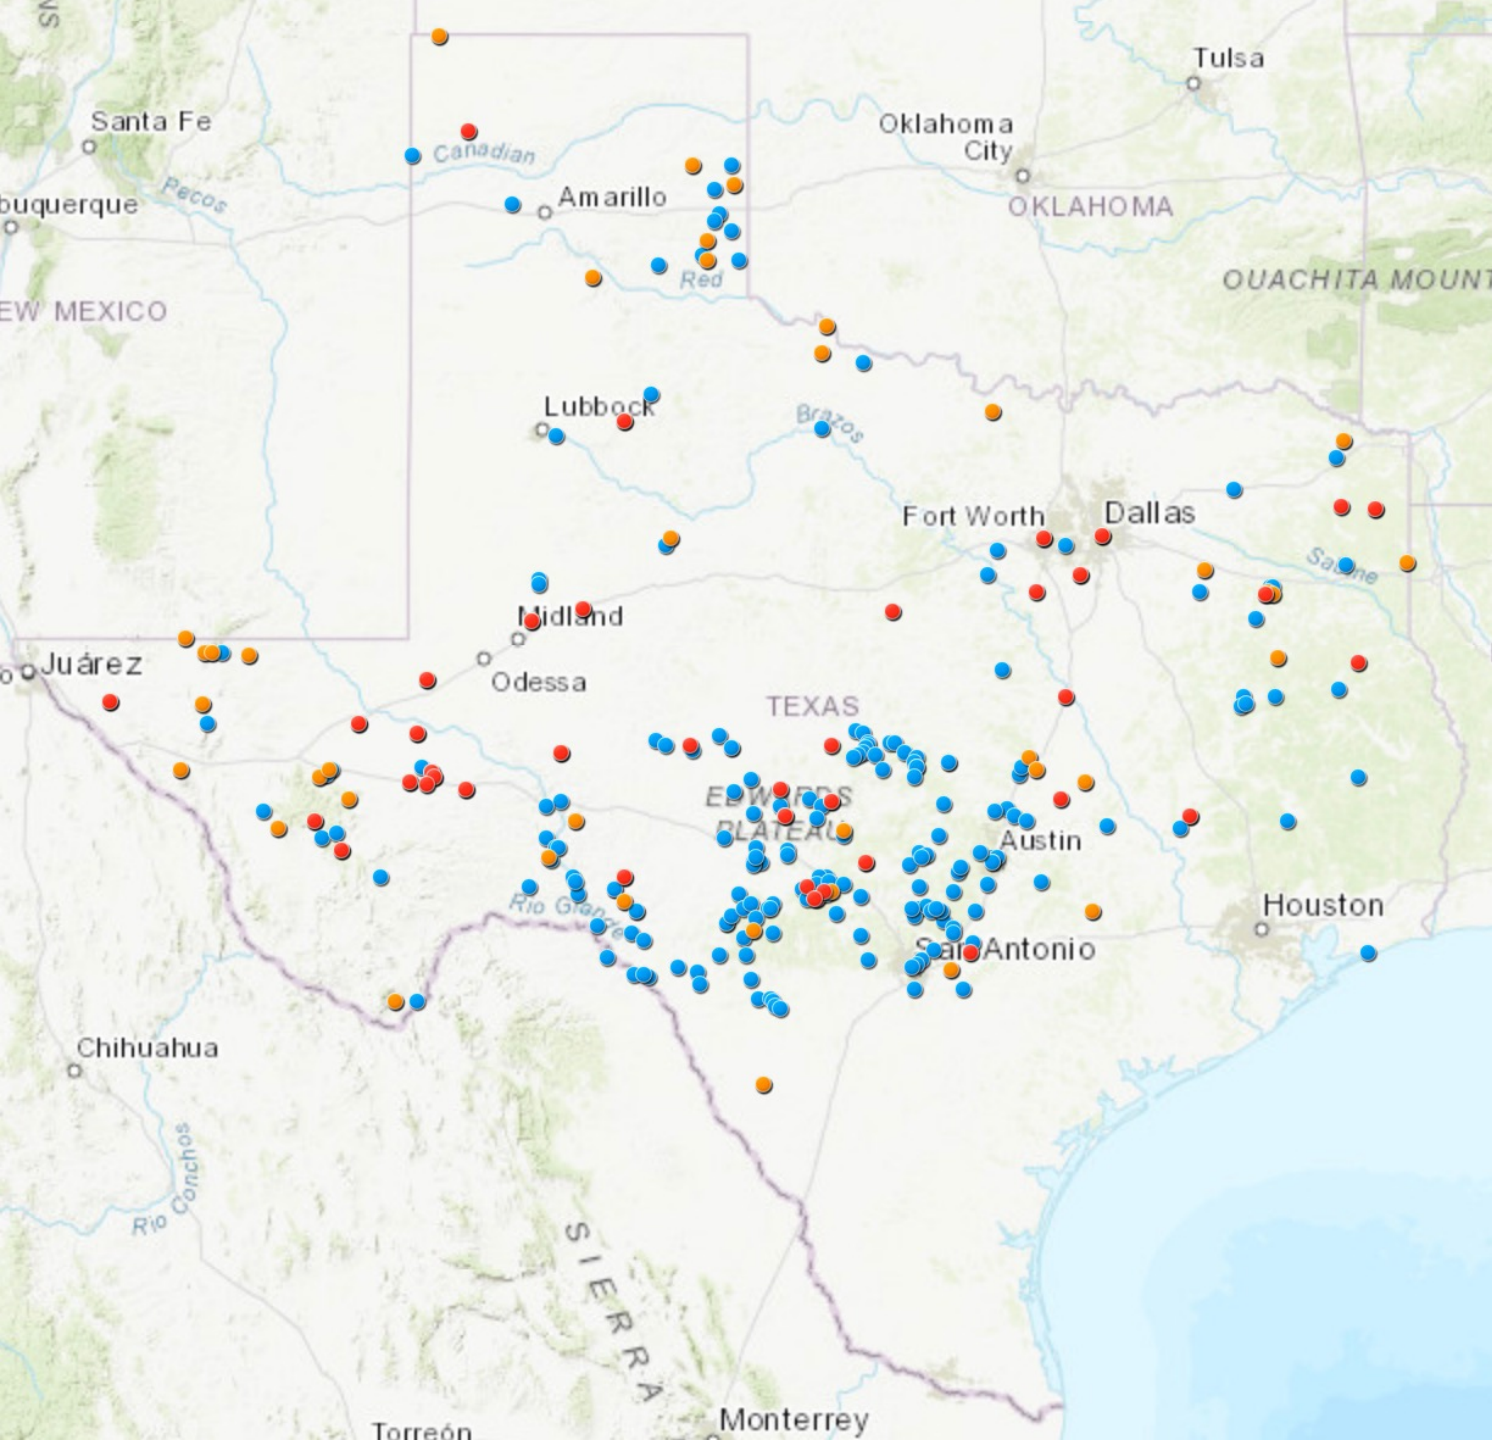 NS
Tulsa
Santa Fe
Oklahoma
City
Canadian
Pecos
Amarillo
buquerque
OKLAHOMA
Red
OUACHITA MOUNT
EW MEXICO
Lubbock
Brazos
Fort Worth
Dallas
Sabine
Midland
Juárez
o
Odessa
TEXAS
EDWARDS
PLATEAU
Austin
Rio Grande
Houston
San Antonio
Chihuahua
Rio Conchos
SIERRA
Monterrey
Torreón